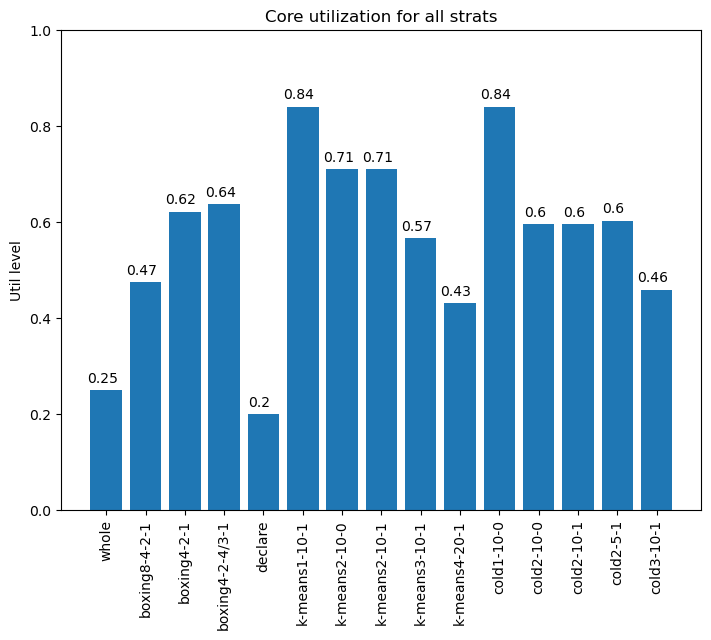 Core utilization for all strats
Util level
1.0
0.8
0.6
0.4
0.2
0.0
0.25
0.47
0.62
0.64
0.2
0.84
0.71
0.71
0.57
0.43
0.84
0.6
0.6
0.6
0.46
whole
boxing8-4-2-1
boxing4-2-1
boxing4-2-4/3-1
declare
k-means1-10-1
k-means2-10-0
k-means2-10-1
k-means3-10-1
k-means4-20-1
cold1-10-0
cold2-10-0
cold2-10-1
cold2-5-1
cold3-10-1